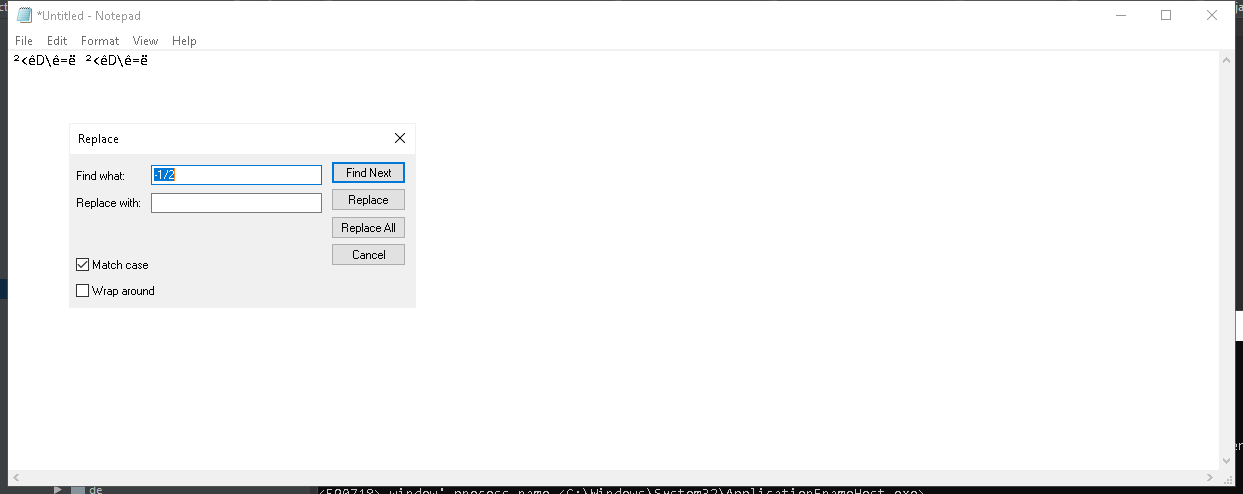 *Untitled - Notepad
File Edit Format View Help
²<êD\ê=ë ²<êD\ê=ë
Replace
Find what: -1/2 Find Next
Replace with: Replace
Replace All
Cancel
Match case
Wrap around
de
window' process name <C:\Windows\System32\ApplicationFrameHost.exe>